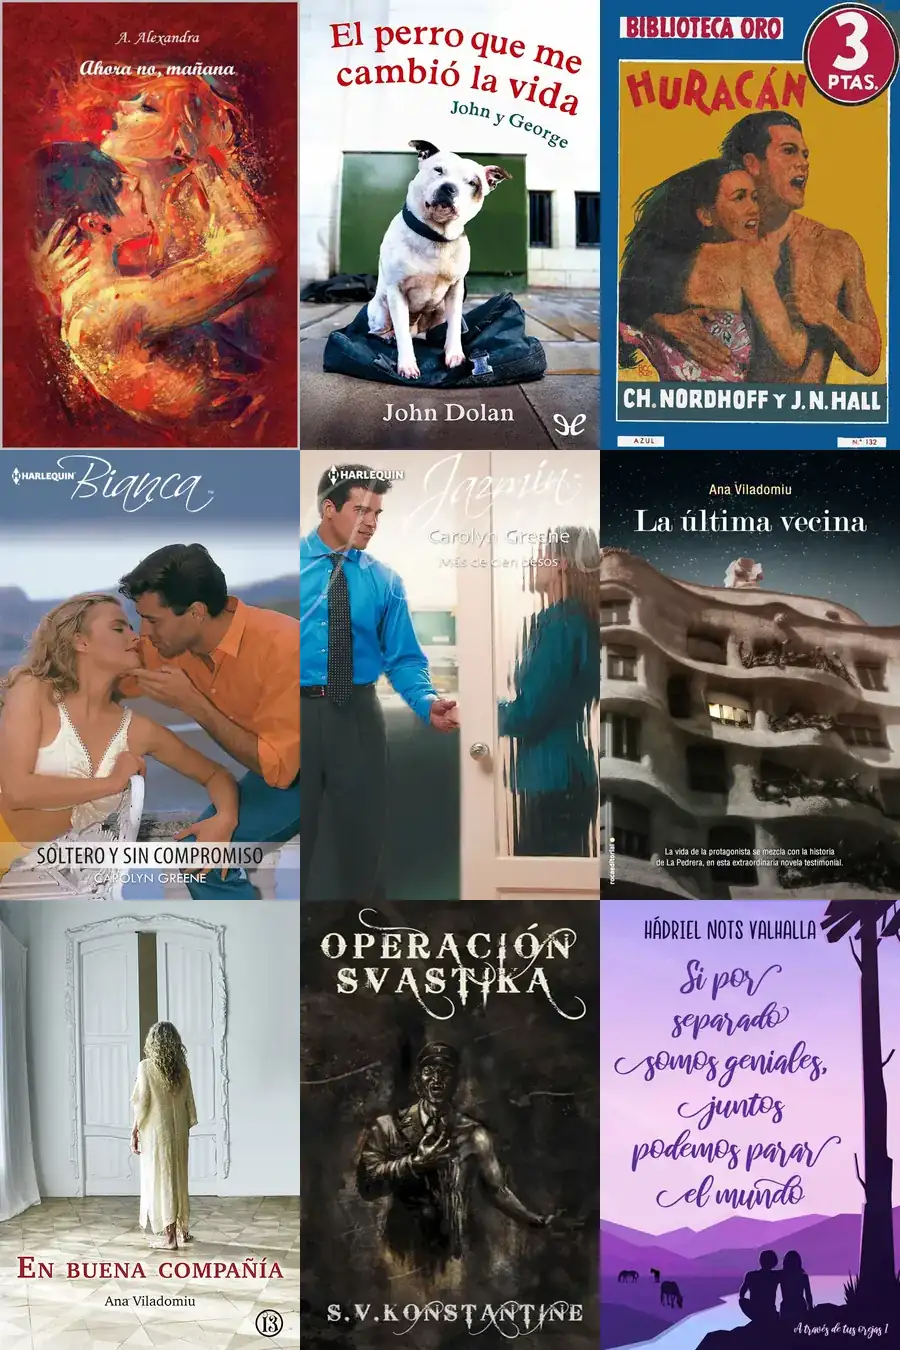 A. Alexandra
Ahora no, mañana
El perro que me
cambió la vida
John y George
John Dolan
BIBLIOTECA ORO
3
PTAS.
HURACÁN
CH. NORDHOFF Y J.N. HALL
AZUL
N.º 132
HARLEQUIN
Bianca
SOLTERO Y SIN COMPROMISO
CAROLYN GREENE
HARLEQUIN
Jazmín
Carolyn Greene
Más de cien besos
Ana Viladomiu
La última vecina
La vida de la protagonista se mezcla con la historia
de La Pedrera, en esta extraordinaria novela testimonial.
rocaeditorial
EN BUENA COMPAÑÍA
Ana Viladomiu
13
OPERACIÓN
SVASTIKA
S.V.KONSTANTINE
HÁDRIEL NOTS VALHALLA
Si por
separado
somos geniales,
juntos
podemos parar
el mundo
A través de tus orejas 1